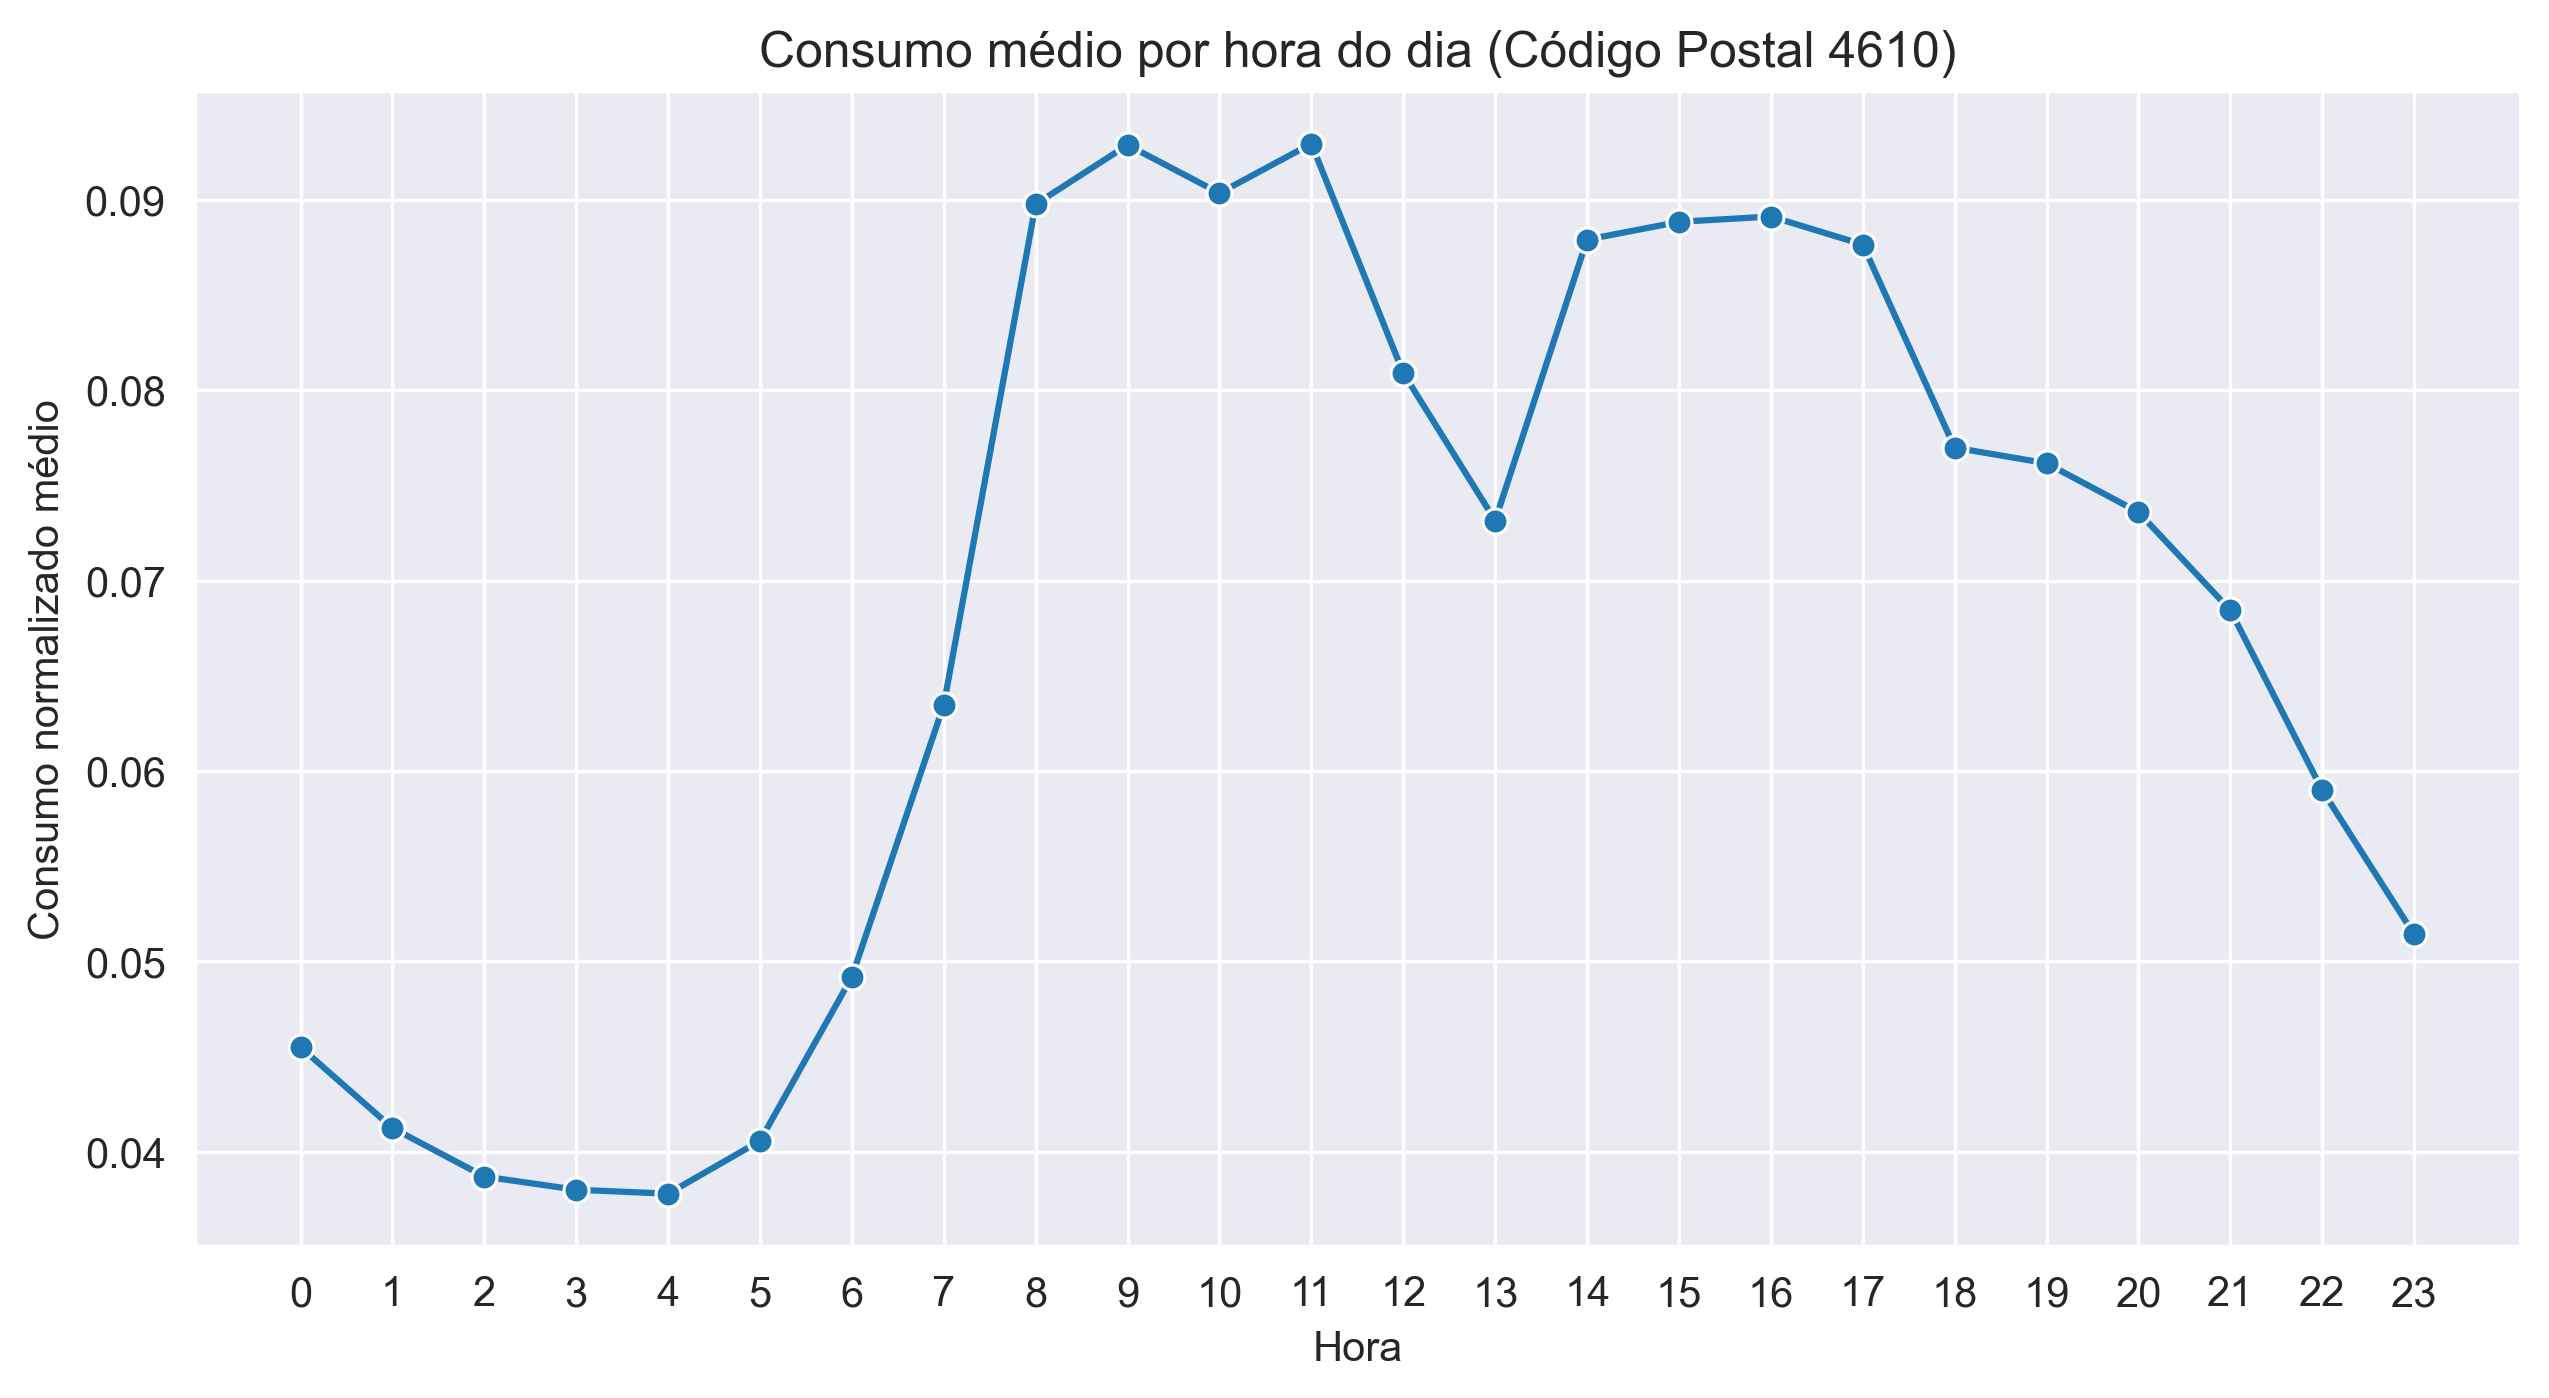 Consumo médio por hora do dia (Código Postal 4610)
Consumo normalizado médio
0.09
0.08
0.07
0.06
0.05
0.04
0 1 2 3 4 5 6 7 8 9 10 11 12 13 14 15 16 17 18 19 20 21 22 23
Hora